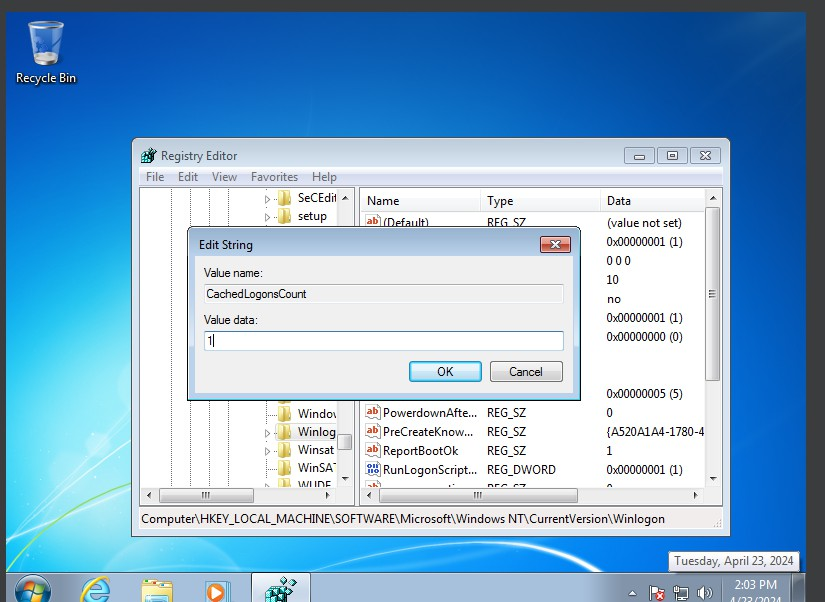 Recycle Bin
Registry Editor
File Edit View Favorites Help
SeCEdit
setup
Name Type Data
(Default) REG_SZ (value not set)
0x00000001 (1)
0 0 0
10
no
0x00000001 (1)
0x00000000 (0)
0x00000005 (5)
Edit String
Value name:
CachedLogonsCount
Value data:
1
OK Cancel
Window
Winlog
Winsat
WinSAT
WUDF
PowerdownAfte... REG_SZ 0
PreCreateKnow... REG_SZ {A520A1A4-1780-4
ReportBootOk REG_SZ 1
RunLogonScript... REG_DWORD 0x00000001 (1)
Computer\HKEY_LOCAL_MACHINE\SOFTWARE\Microsoft\Windows NT\CurrentVersion\Winlogon
Tuesday, April 23, 2024
2:03 PM
4/23/2024